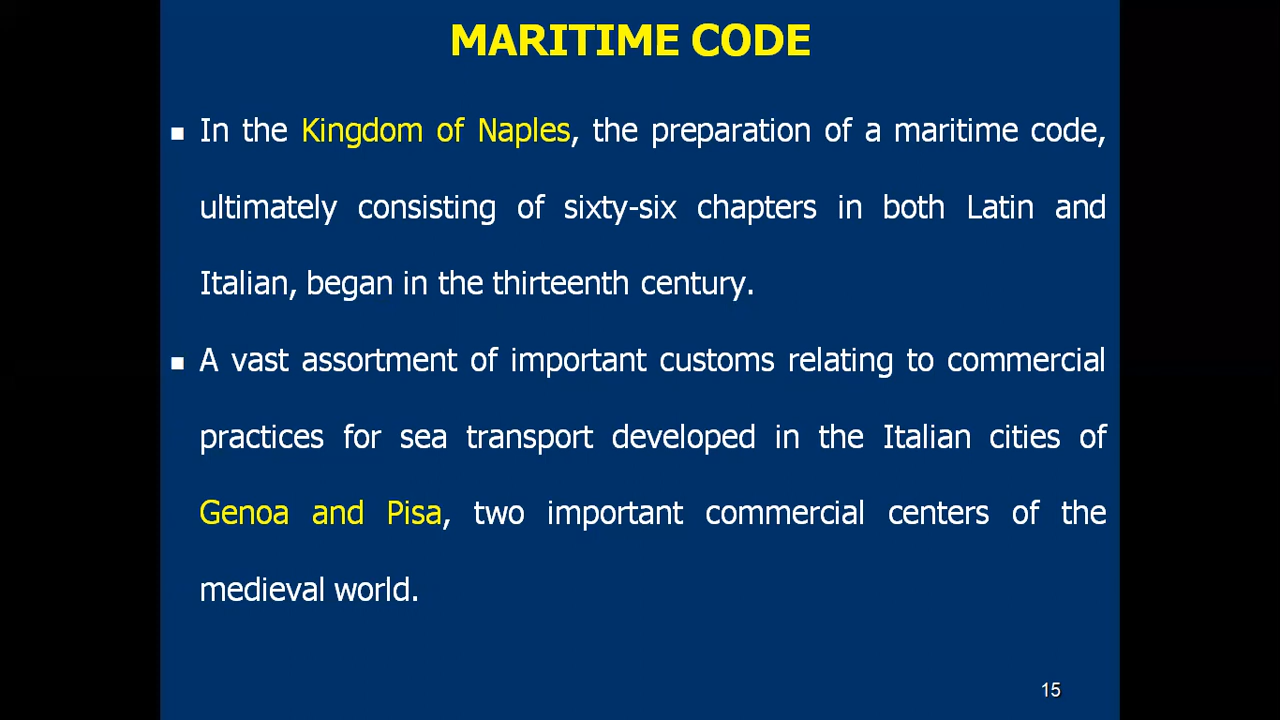 MARITIME CODE
▪ In the Kingdom of Naples, the preparation of a maritime code,
ultimately consisting of sixty-six chapters in both Latin and
Italian, began in the thirteenth century.
▪ A vast assortment of important customs relating to commercial
practices for sea transport developed in the Italian cities of
Genoa and Pisa, two important commercial centers of the
medieval world.
15